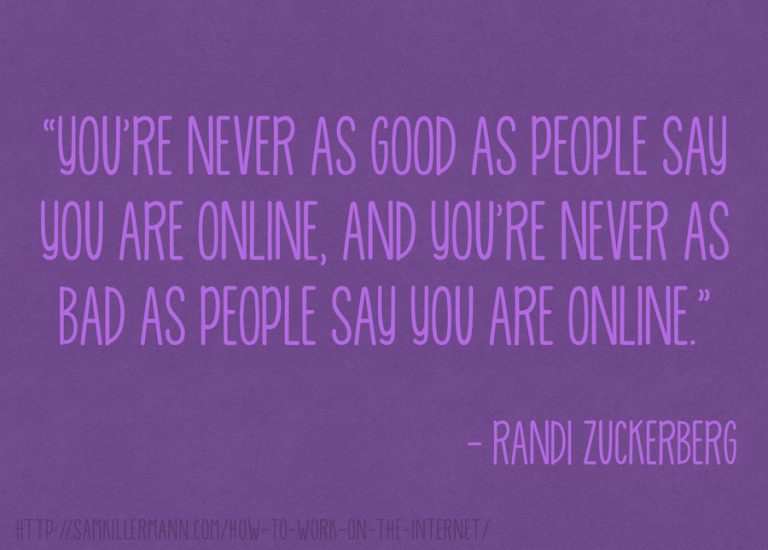 “YOU’RE NEVER AS GOOD AS PEOPLE SAY
YOU ARE ONLINE, AND YOU’RE NEVER AS
BAD AS PEOPLE SAY YOU ARE ONLINE.”
- RANDI ZUCKERBERG
HTTP://SAMKILLERMANN.COM/HOW-TO-WORK-ON-THE-INTERNET/